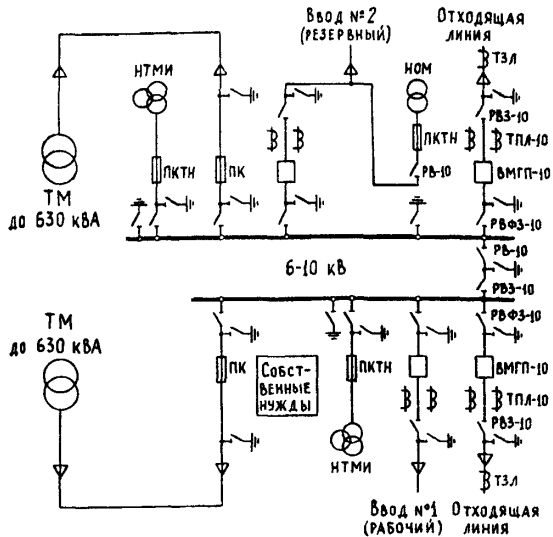 Ввод №2
(резервный)
Отходящая
линия
ТЗЛ
НТМИ
НОМ
РВЗ-10
ПКТН
ТПЛ-10
ПКТН
ПК
РВ-10
ВМГП-10
ТМ
до 630 кВА
РВФЗ-10
РВ-10
6-10 кВ
РВЗ-10
ТМ
до 630 кВА
РВФЗ-10
ПК
Собст-
венные
нужды
ПКТН
ВМГП-10
ТПЛ-10
РВЗ-10
НТМИ
ТЗЛ
Ввод №1
(рабочий)
Отходящая
линия